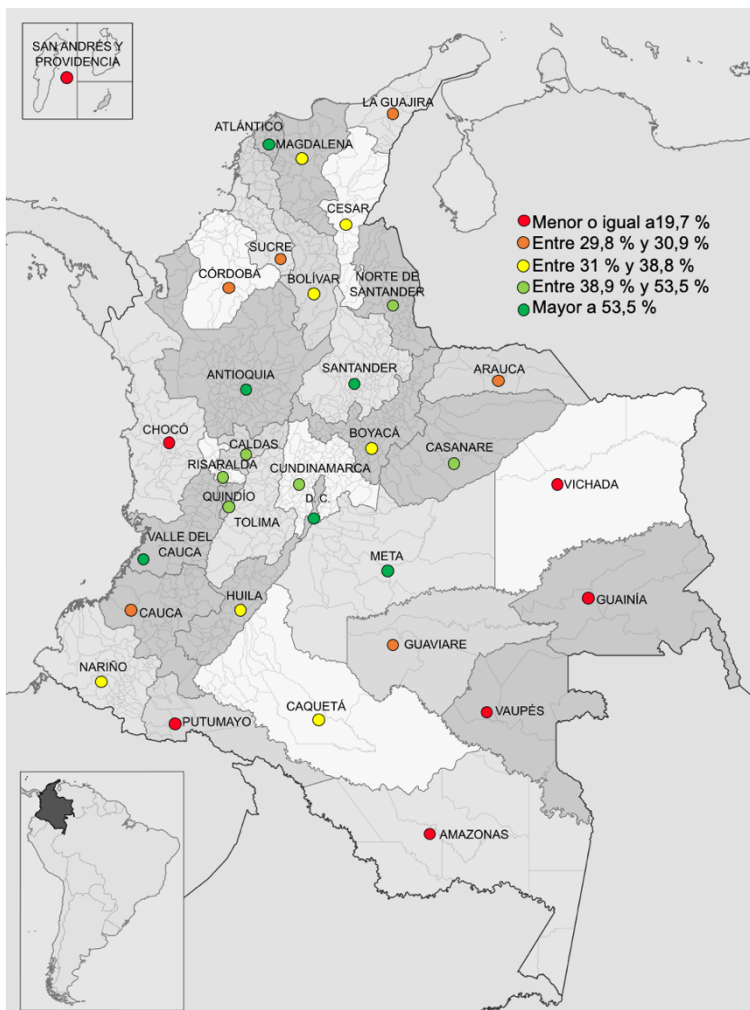 SAN ANDRÉS Y
PROVIDENCIA
LA GUAJIRA
ATLÁNTICO
MAGDALENA
CESAR
Menor o igual a19,7 %
Entre 29,8 % y 30,9 %
Entre 31 % y 38,8 %
Entre 38,9 % y 53,5 %
Mayor a 53,5 %
SUCRE
CÓRDOBA
BOLÍVAR
NORTE DE
SANTANDER
ANTIOQUIA
SANTANDER
ARAUCA
CHOCÓ
CALDAS
BOYACÁ
CASANARE
RISARALDA
CUNDINAMARCA
VICHADA
QUINDÍO
D. C.
TOLIMA
VALLE DEL
CAUCA
META
HUILA
CAUCA
GUAINÍA
GUAVIARE
NARIÑO
CAQUETÁ
VAUPÉS
PUTUMAYO
AMAZONAS